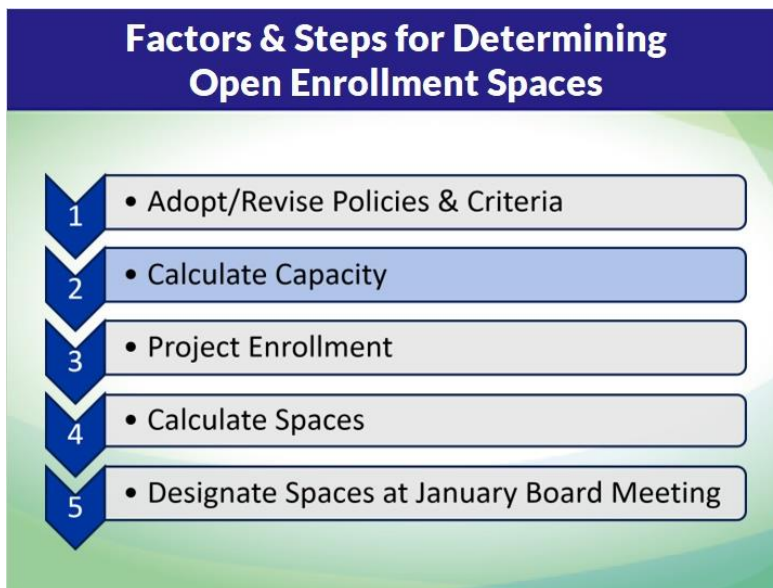 Factors & Steps for Determining
Open Enrollment Spaces
1 • Adopt/Revise Policies & Criteria
2 • Calculate Capacity
3 • Project Enrollment
4 • Calculate Spaces
5 • Designate Spaces at January Board Meeting